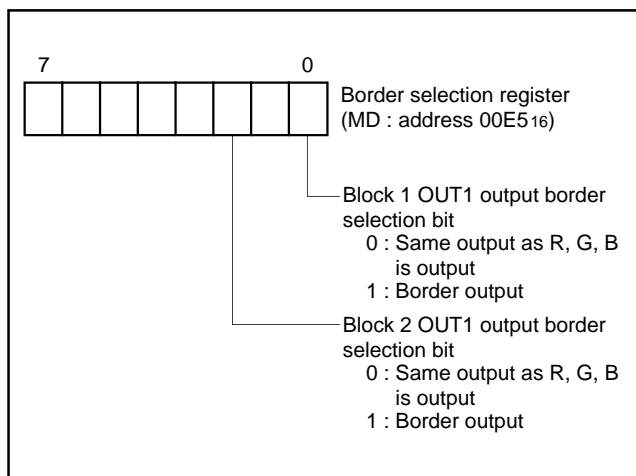 7 0
Border selection register
(MD : address 00E516)
Block 1 OUT1 output border
selection bit
0 : Same output as R, G, B
is output
1 : Border output
Block 2 OUT1 output border
selection bit
0 : Same output as R, G, B
is output
1 : Border output